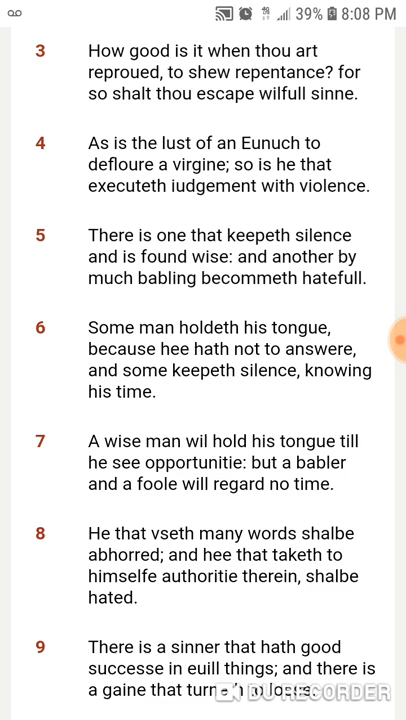 39% 8:08 PM
3 How good is it when thou art
reproued, to shew repentance? for
so shalt thou escape wilfull sinne.
4 As is the lust of an Eunuch to
defloure a virgine; so is he that
executeth iudgement with violence.
5 There is one that keepeth silence
and is found wise: and another by
much babling becommeth hatefull.
6 Some man holdeth his tongue,
because hee hath not to answere,
and some keepeth silence, knowing
his time.
7 A wise man wil hold his tongue till
he see opportunitie: but a babler
and a foole will regard no time.
8 He that vseth many words shalbe
abhorred; and hee that taketh to
himselfe authoritie therein, shalbe
hated.
9 There is a sinner that hath good
successe in euill things; and there is
a gaine that turneth to losse.
DU RECORDER